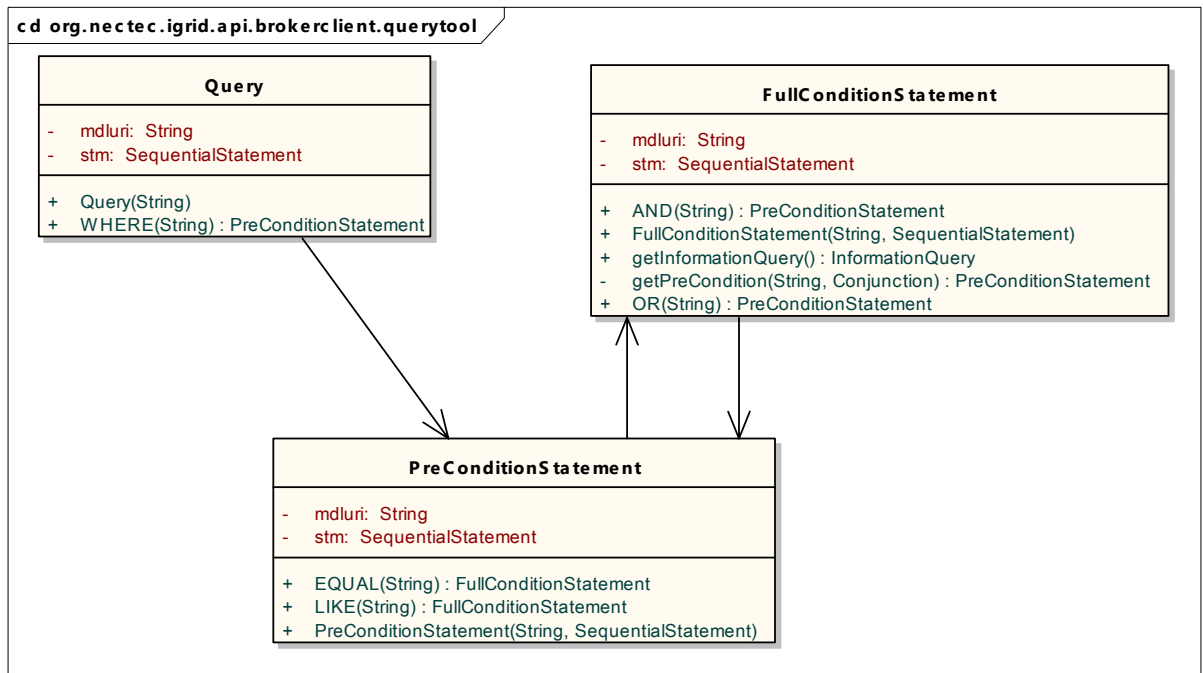 cd org.nectec.igrid.api.brokerclient.querytool
Query
- mdluri: String
- stm: SequentialStatement
+ Query(String)
+ WHERE(String) : PreConditionStatement
FullConditionStatement
- mdluri: String
- stm: SequentialStatement
+ AND(String) : PreConditionStatement
+ FullConditionStatement(String, SequentialStatement)
+ getInformationQuery() : InformationQuery
- getPreCondition(String, Conjunction) : PreConditionStatement
+ OR(String) : PreConditionStatement
PreConditionStatement
- mdluri: String
- stm: SequentialStatement
+ EQUAL(String) : FullConditionStatement
+ LIKE(String) : FullConditionStatement
+ PreConditionStatement(String, SequentialStatement)